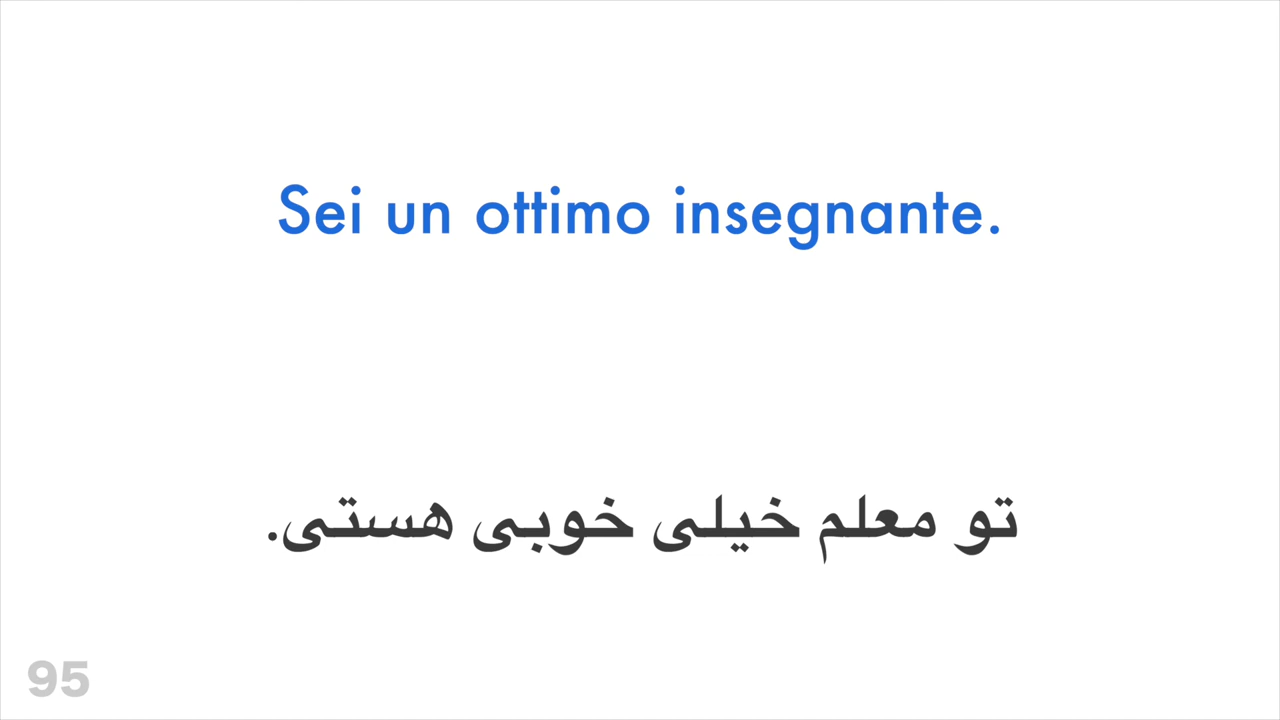 Sei un ottimo insegnante.
تو معلم خیلی خوبی هستی.
95